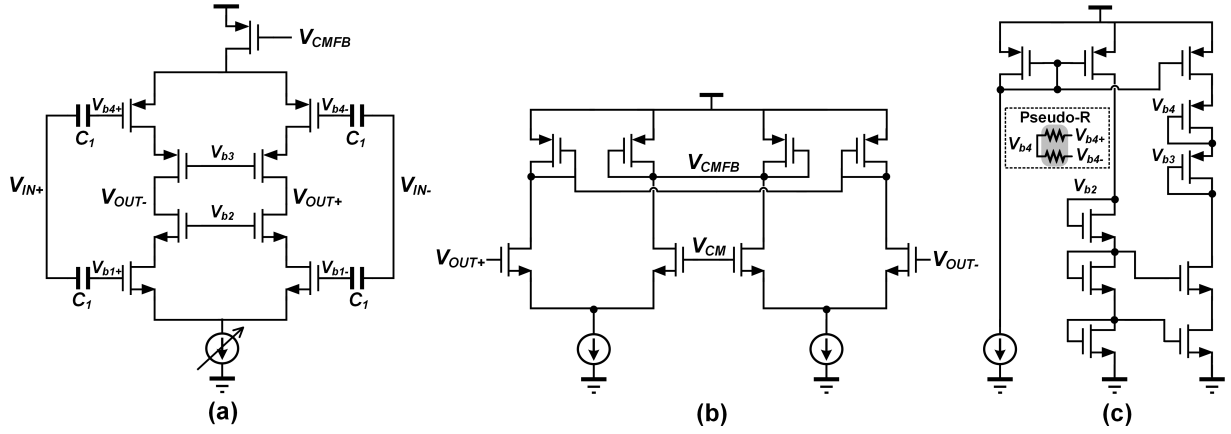 V_CMFB
V_b4+
V_b4-
C_1
C_1
V_b3
V_IN+
V_OUT-
V_OUT+
V_IN-
V_b2
V_b1+
V_b1-
C_1
C_1
(a)
V_CMFB
V_OUT+
V_CM
V_OUT-
(b)
Pseudo-R
V_b4
V_b4+
V_b4-
V_b4
V_b3
V_b2
(c)